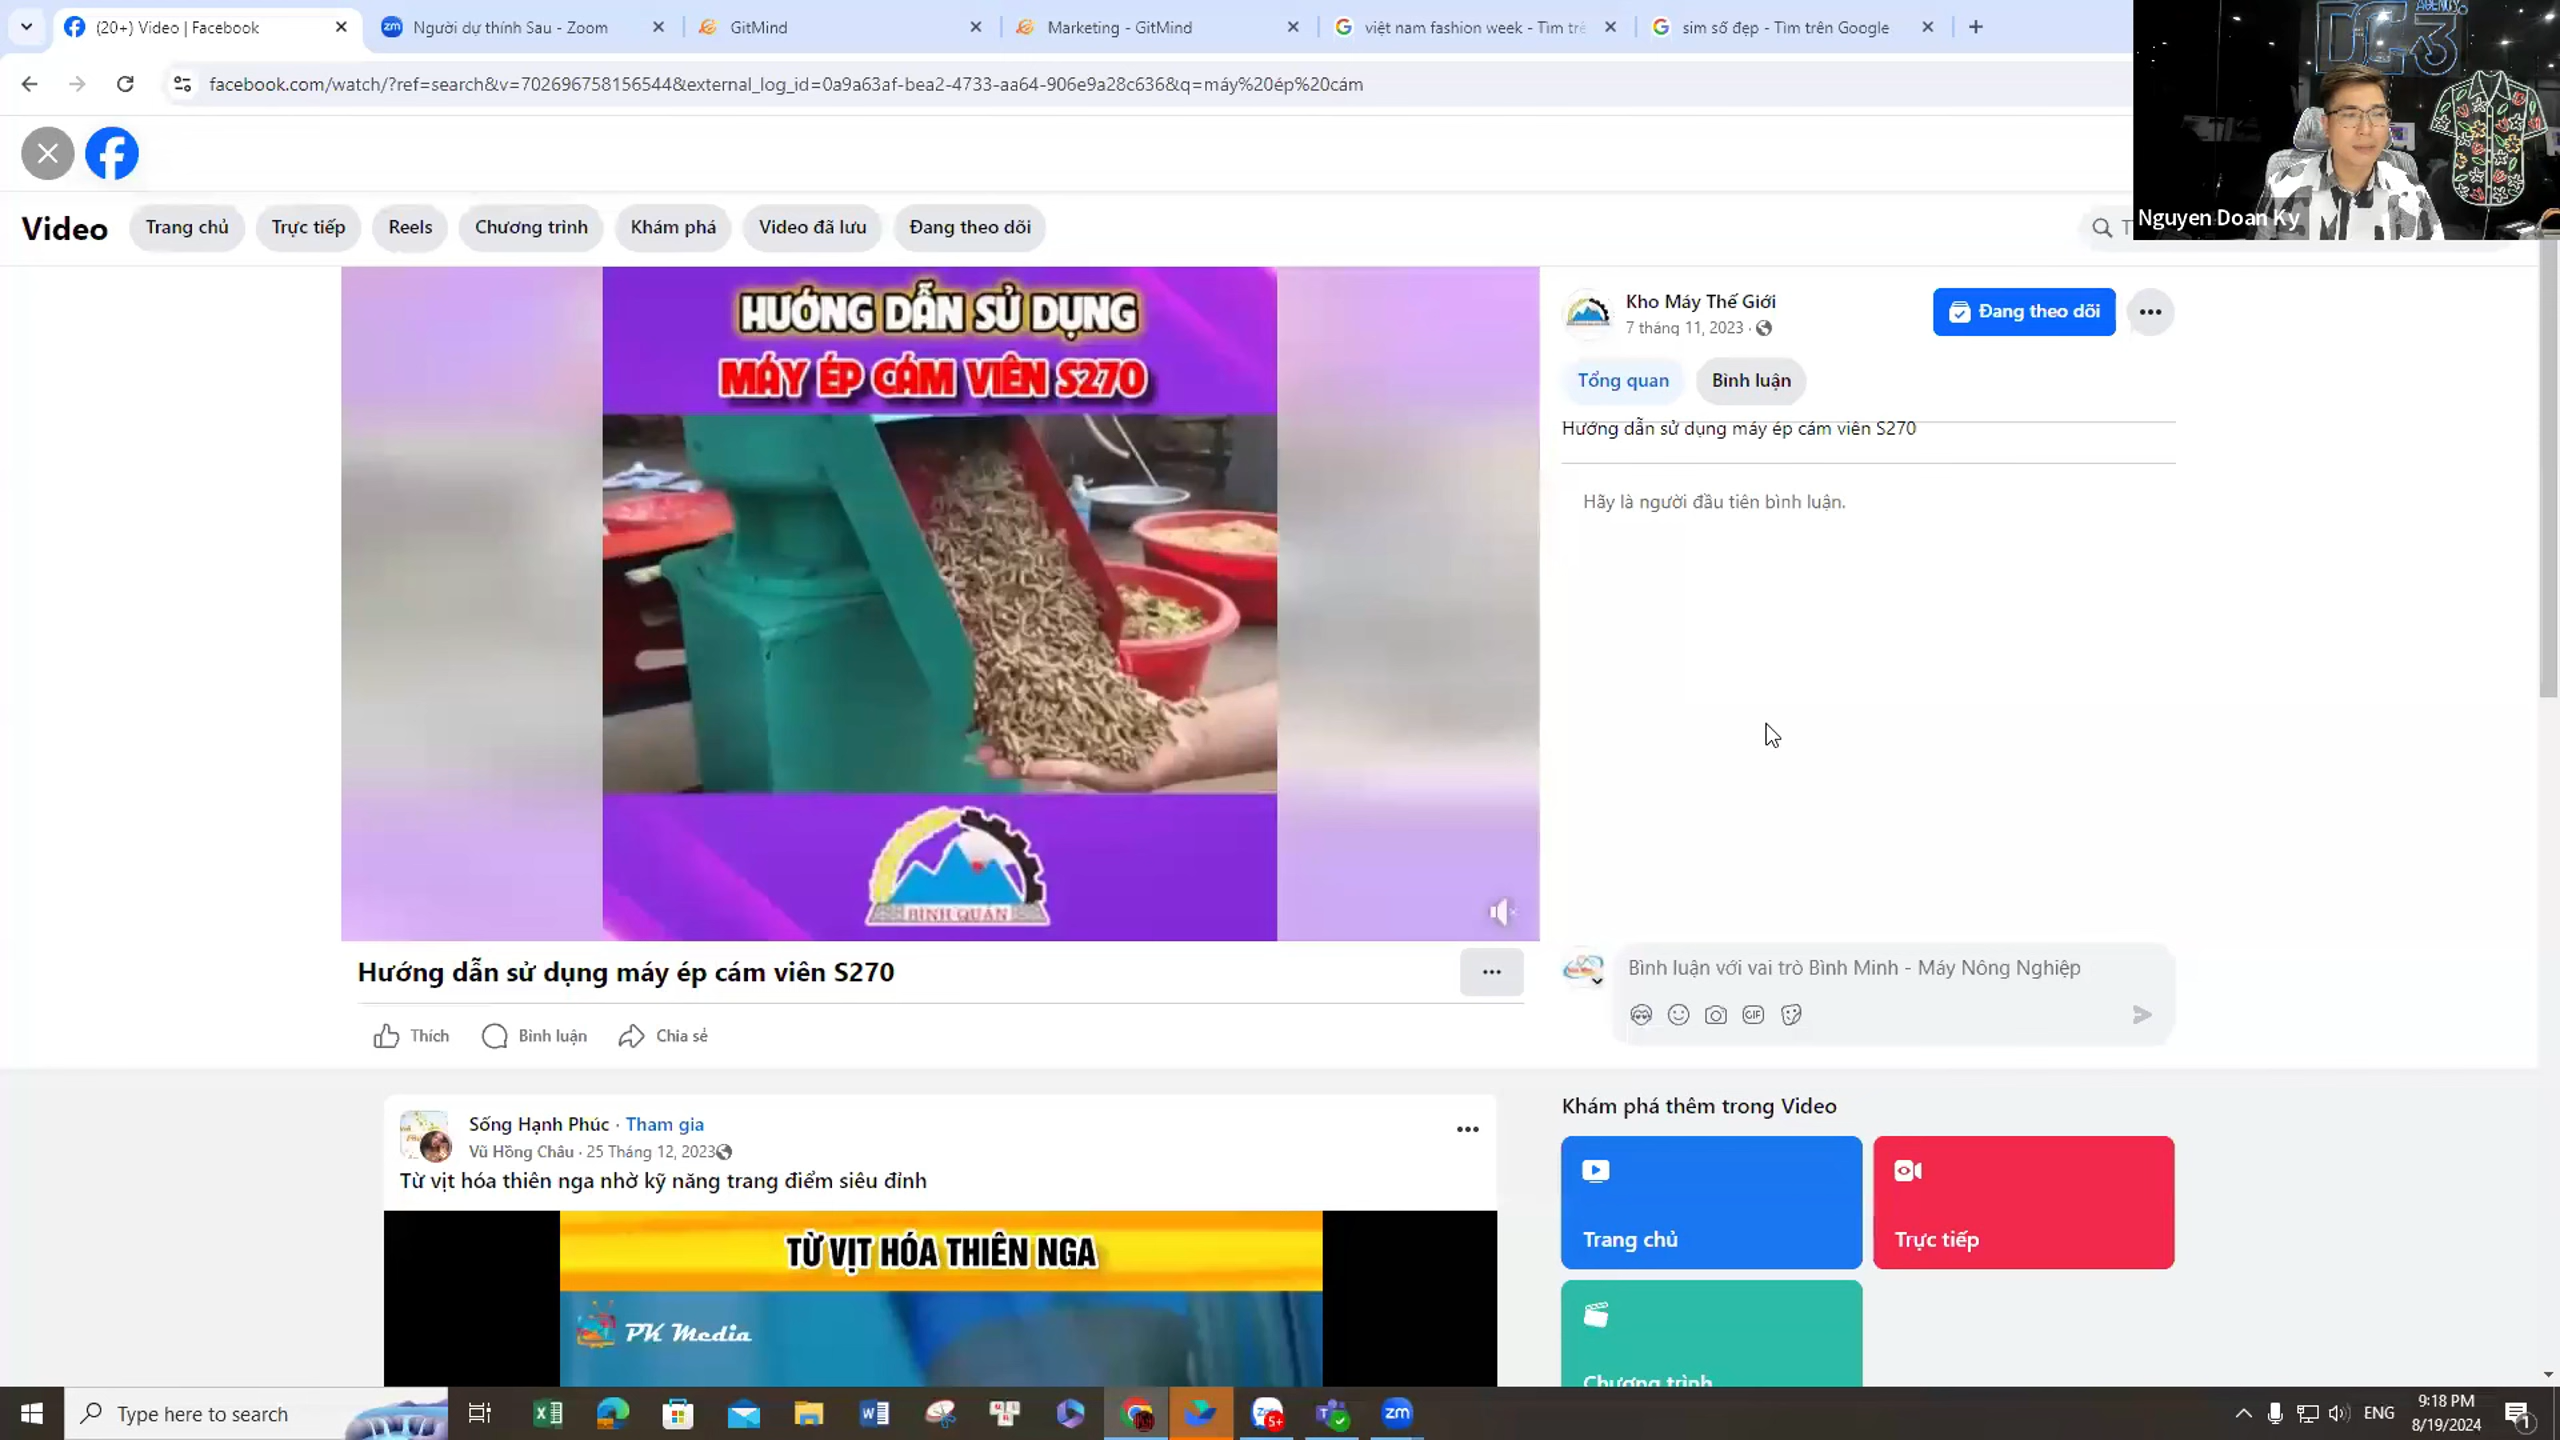 (20+) Video | Facebook
Người dự thính Sau - Zoom
GitMind
Marketing - GitMind
việt nam fashion week - Tìm trê
sim số đẹp - Tìm trên Google
facebook.com/watch/?ref=search&v=702696758156544&external_log_id=0a9a63af-bea2-4733-aa64-906e9a28c636&q=máy%20ép%20cám
AGENCY
Nguyen Doan Ky
Video
Trang chủ
Trực tiếp
Reels
Chương trình
Khám phá
Video đã lưu
Đang theo dõi
HƯỚNG DẪN SỬ DỤNG
MÁY ÉP CÁM VIÊN S270
BÌNH QUÂN
Kho Máy Thế Giới
7 tháng 11, 2023
Đang theo dõi
Tổng quan
Bình luận
Hướng dẫn sử dụng máy ép cám viên S270
Hãy là người đầu tiên bình luận.
Hướng dẫn sử dụng máy ép cám viên S270
Thích
Bình luận
Chia sẻ
Bình luận với vai trò Bình Minh - Máy Nông Nghiệp
GIF
Sống Hạnh Phúc · Tham gia
Vũ Hồng Châu · 25 Tháng 12, 2023
Từ vịt hóa thiên nga nhờ kỹ năng trang điểm siêu đỉnh
TỪ VỊT HÓA THIÊN NGA
PK Media
Khám phá thêm trong Video
Trang chủ
Trực tiếp
Chương trình
Type here to search
5+
zm
ENG
9:18 PM
8/19/2024
1